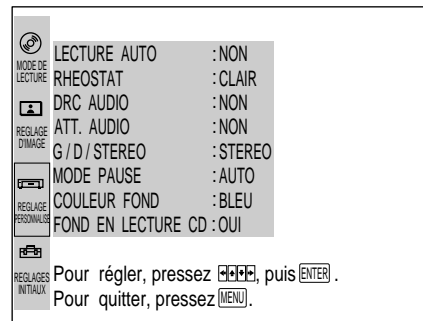 MODE DE
LECTURE
REGLAGE
D'IMAGE
REGLAGE
PERSONNALISE
REGLAGES
INITIAUX
LECTURE AUTO :NON
RHEOSTAT :CLAIR
DRC AUDIO :NON
ATT. AUDIO :NON
G / D / STEREO :STEREO
MODE PAUSE :AUTO
COULEUR FOND :BLEU
FOND EN LECTURE CD :OUI
Pour régler, pressez , puis ENTER .
Pour quitter, pressez MENU.